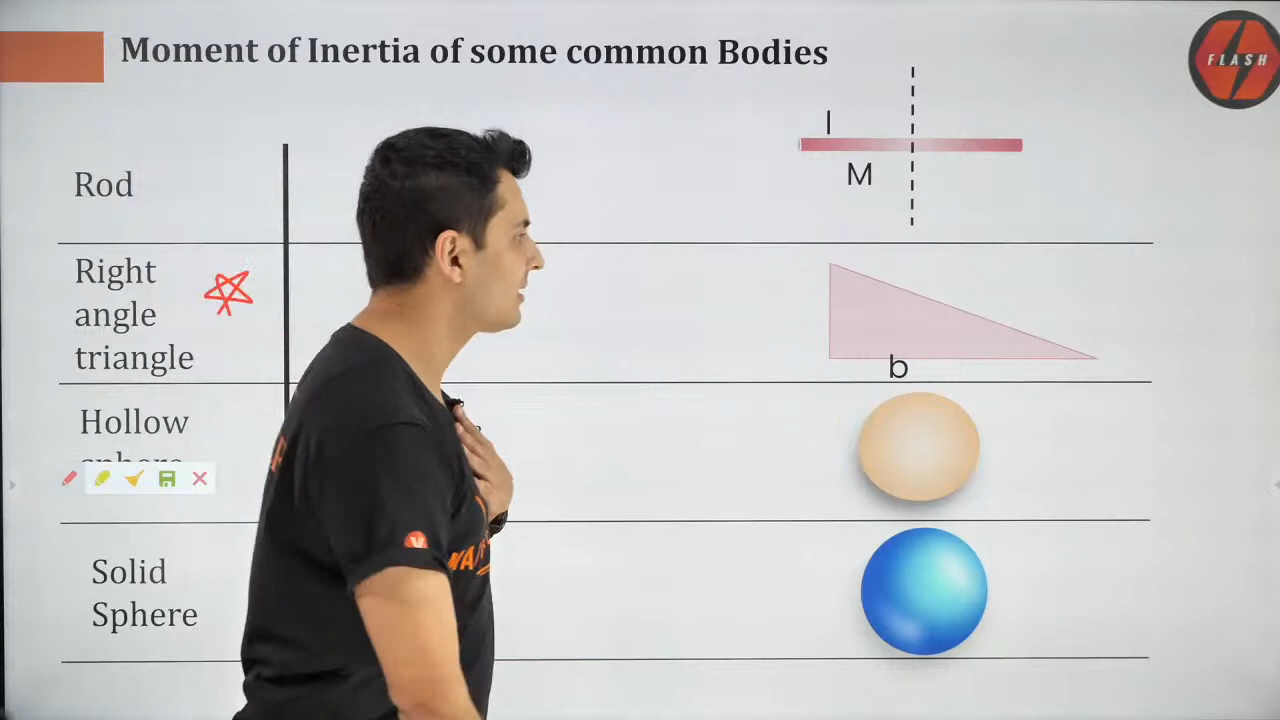 Moment of Inertia of some common Bodies
FLASH
l
Rod
M
Right
angle
triangle
b
Hollow
sphere
Solid
Sphere